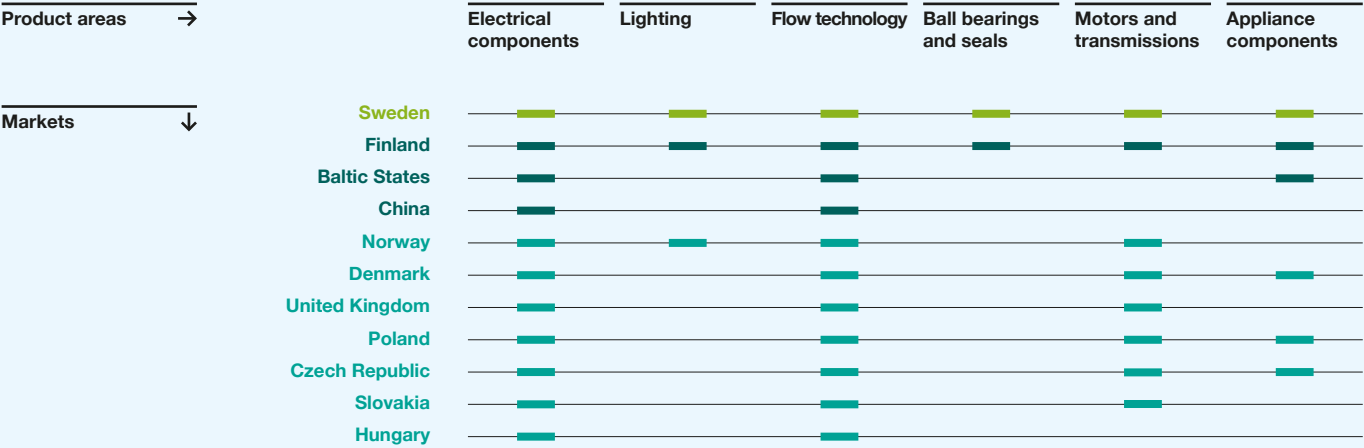 Product areas →
Electrical components
Lighting
Flow technology
Ball bearings and seals
Motors and transmissions
Appliance components
Markets ↓
Sweden
Finland
Baltic States
China
Norway
Denmark
United Kingdom
Poland
Czech Republic
Slovakia
Hungary